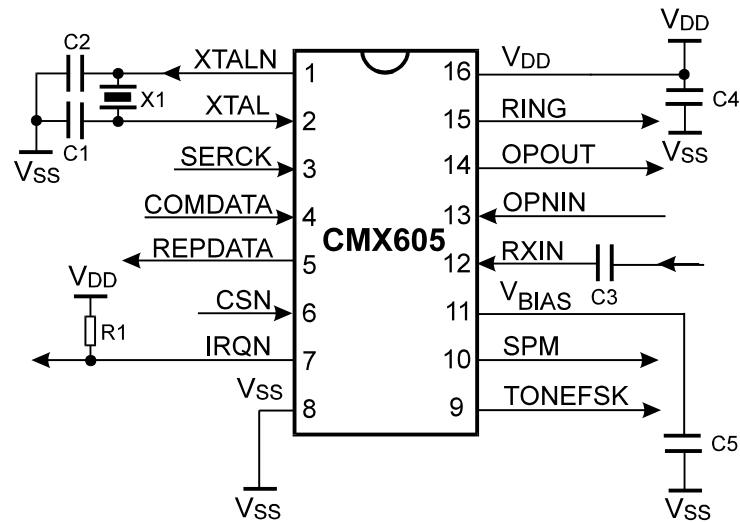 C2
XTALN
1
X1
XTAL
2
C1
VSS
SERCK
3
COMDATA
4
REPDATA
5
VDD
R1
CSN
6
IRQN
7
VSS
8
VSS
CMX605
VDD
16
VDD
C4
VSS
15
RING
14
OPOUT
13
OPNIN
12
RXIN
C3
11
VBIAS
10
SPM
9
TONEFSK
C5
VSS